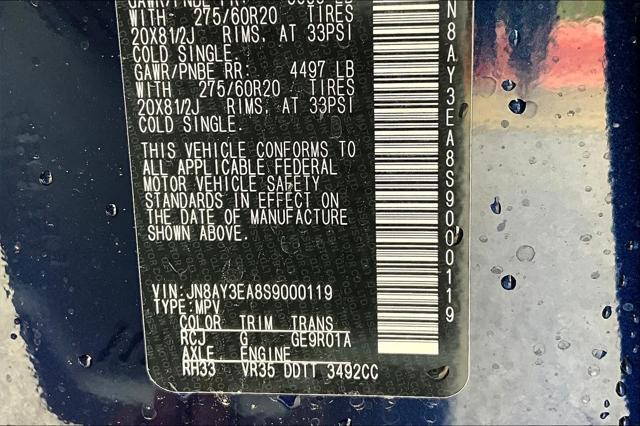 WITH 275/60R20 TIRES
20X81/2J RIMS, AT 33PSI
COLD SINGLE.
GAWR/PNBE RR: 4497 LB
WITH 275/60R20 TIRES
20X81/2J RIMS, AT 33PSI
COLD SINGLE.
THIS VEHICLE CONFORMS TO
ALL APPLICABLE FEDERAL
MOTOR VEHICLE SAFETY
STANDARDS IN EFFECT ON
THE DATE OF MANUFACTURE
SHOWN ABOVE.
VIN:JN8AY3EA8S9000119
TYPE:MPV
COLOR TRIM TRANS
RCJ G GE9R01A
AXLE ENGINE
RH33 VR35 DDTT 3492CC
N8AY3EA8S9000119